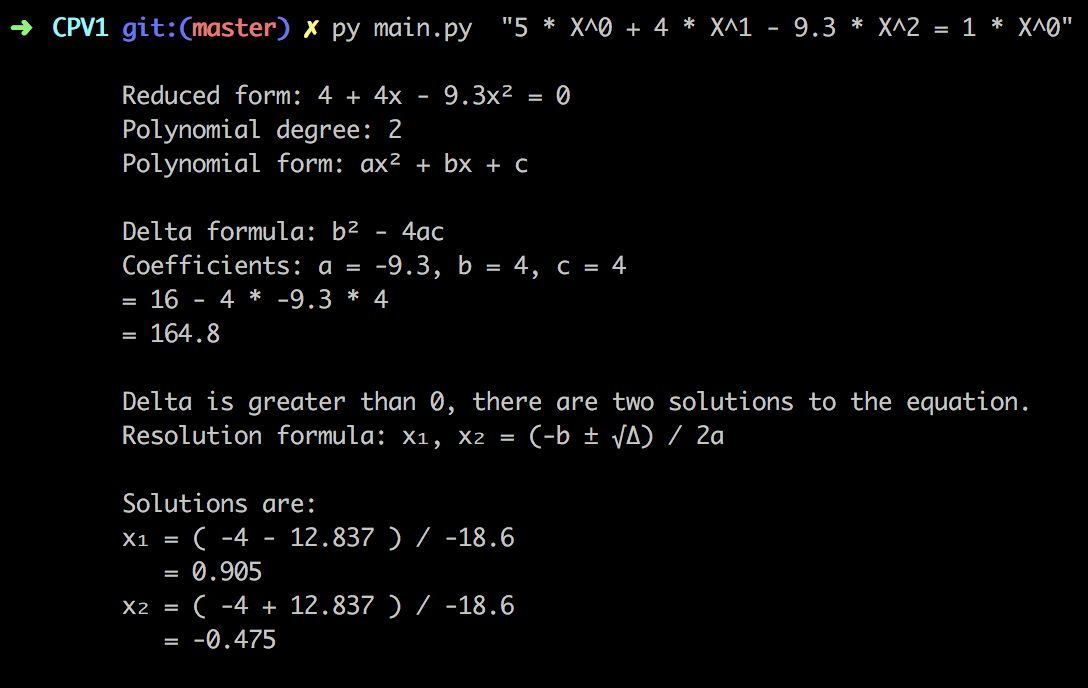 ➜ CPV1 git:(master) ✗ py main.py "5 * X^0 + 4 * X^1 - 9.3 * X^2 = 1 * X^0"
Reduced form: 4 + 4x - 9.3x² = 0
Polynomial degree: 2
Polynomial form: ax² + bx + c
Delta formula: b² - 4ac
Coefficients: a = -9.3, b = 4, c = 4
= 16 - 4 * -9.3 * 4
= 164.8
Delta is greater than 0, there are two solutions to the equation.
Resolution formula: x₁, x₂ = (-b ± √Δ) / 2a
Solutions are:
x₁ = ( -4 - 12.837 ) / -18.6
= 0.905
x₂ = ( -4 + 12.837 ) / -18.6
= -0.475